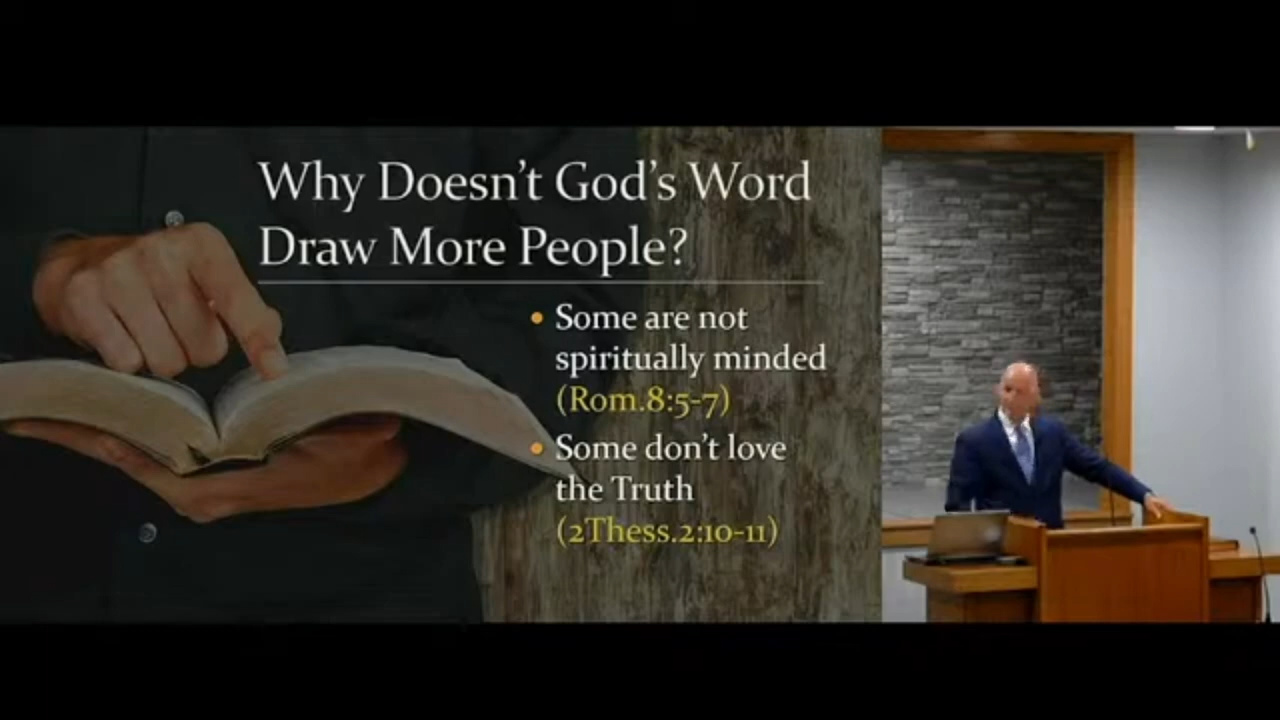 Why Doesn't God's Word
Draw More People?
• Some are not
spiritually minded
(Rom.8:5-7)
• Some don't love
the Truth
(2Thess.2:10-11)